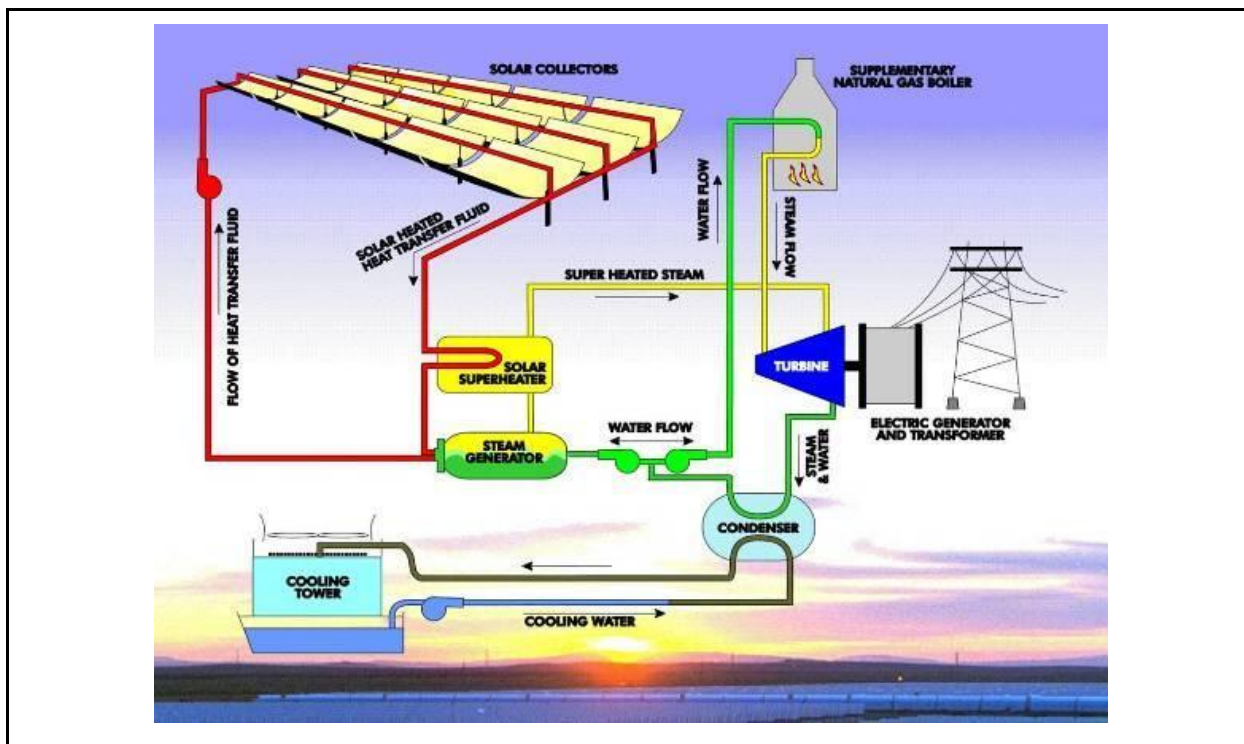 SOLAR COLLECTORS
SUPPLEMENTARY
NATURAL GAS BOILER
WATER FLOW
STEAM FLOW
SOLAR HEATED
HEAT TRANSFER FLUID
FLOW OF HEAT TRANSFER FLUID
SUPER HEATED STEAM
SOLAR
SUPERHEATER
TURBINE
ELECTRIC GENERATOR
AND TRANSFORMER
WATER FLOW
STEAM
GENERATOR
STEAM
& WATER
CONDENSER
COOLING
TOWER
COOLING WATER